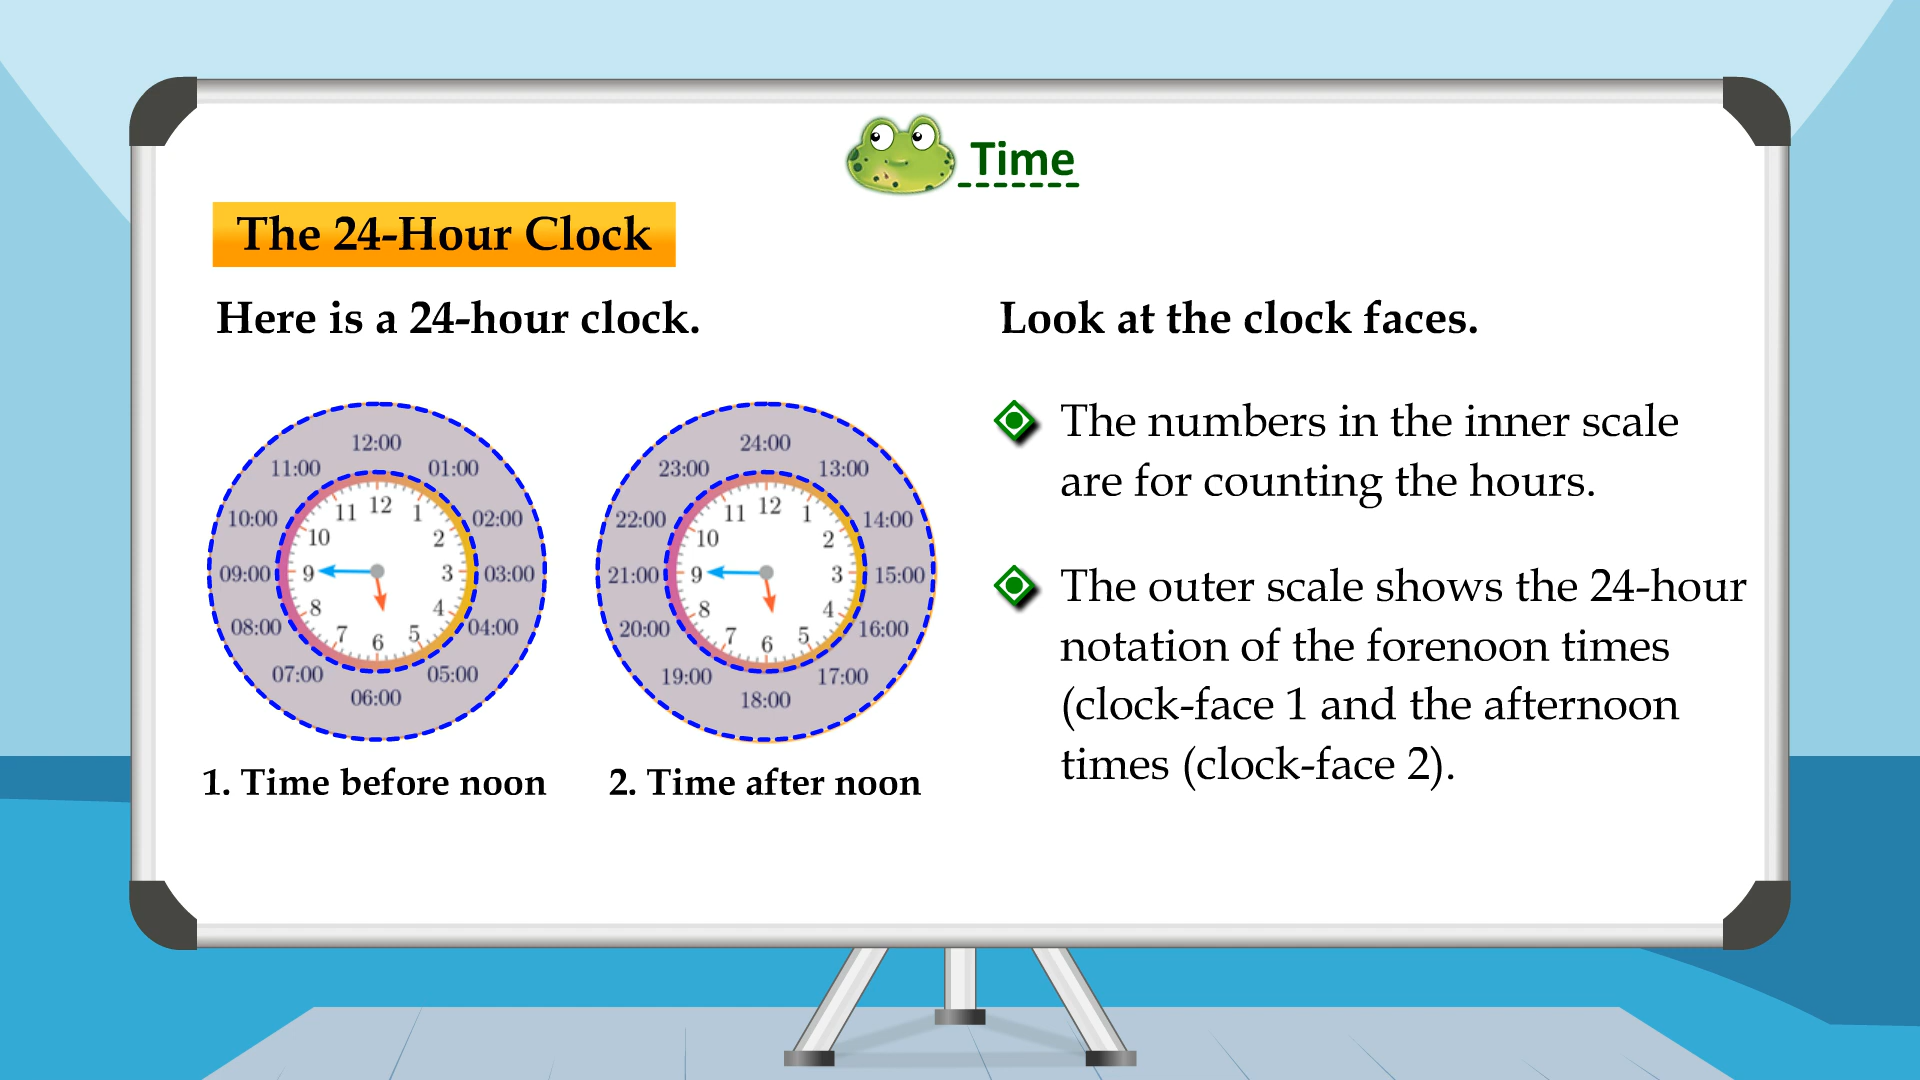 Time
The 24-Hour Clock
Here is a 24-hour clock.
12:00
11:00 01:00
10:00 02:00
09:00 03:00
08:00 04:00
07:00 05:00
06:00
12
11 1
10 2
9 3
8 4
7 5
6
1. Time before noon
24:00
23:00 13:00
22:00 14:00
21:00 15:00
20:00 16:00
19:00 17:00
18:00
12
11 1
10 2
9 3
8 4
7 5
6
2. Time after noon
Look at the clock faces.
The numbers in the inner scale
are for counting the hours.
The outer scale shows the 24-hour
notation of the forenoon times
(clock-face 1 and the afternoon
times (clock-face 2).